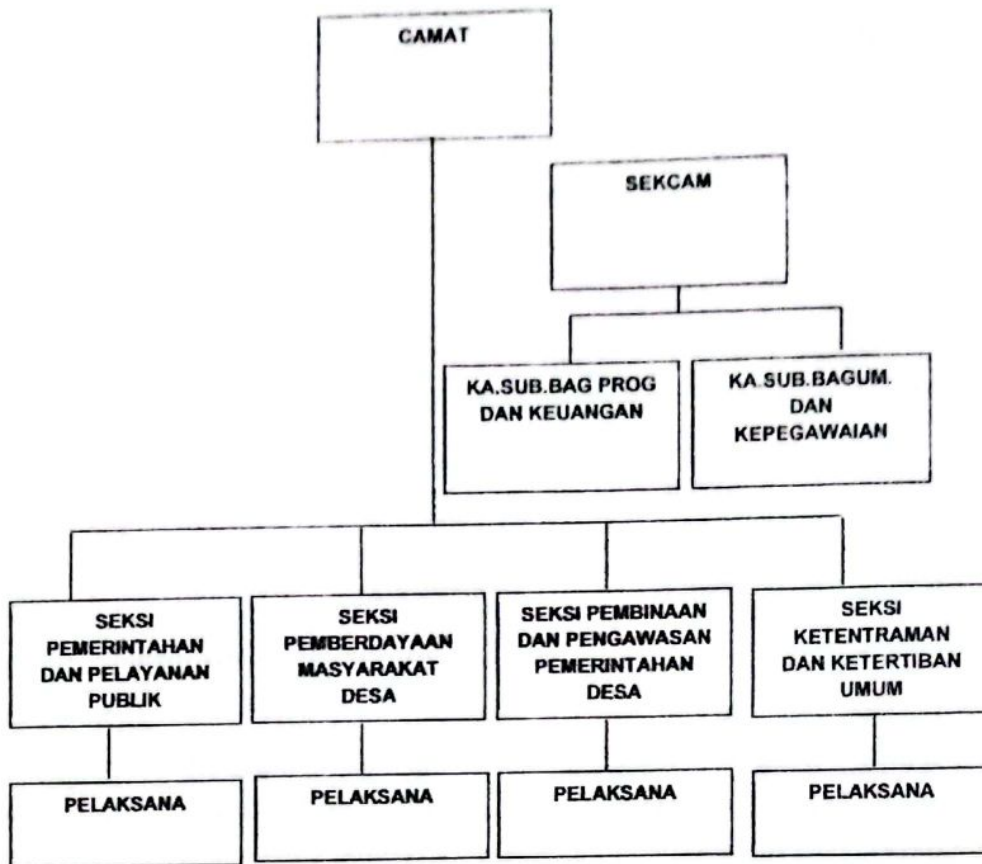 CAMAT
SEKCAM
KA.SUB.BAG PROG
DAN KEUANGAN
KA.SUB.BAGUM.
DAN
KEPEGAWAIAN
SEKSI
PEMERINTAHAN
DAN PELAYANAN
PUBLIK
SEKSI
PEMBERDAYAAN
MASYARAKAT
DESA
SEKSI PEMBINAAN
DAN PENGAWASAN
PEMERINTAHAN
DESA
SEKSI
KETENTRAMAN
DAN KETERTIBAN
UMUM
PELAKSANA
PELAKSANA
PELAKSANA
PELAKSANA